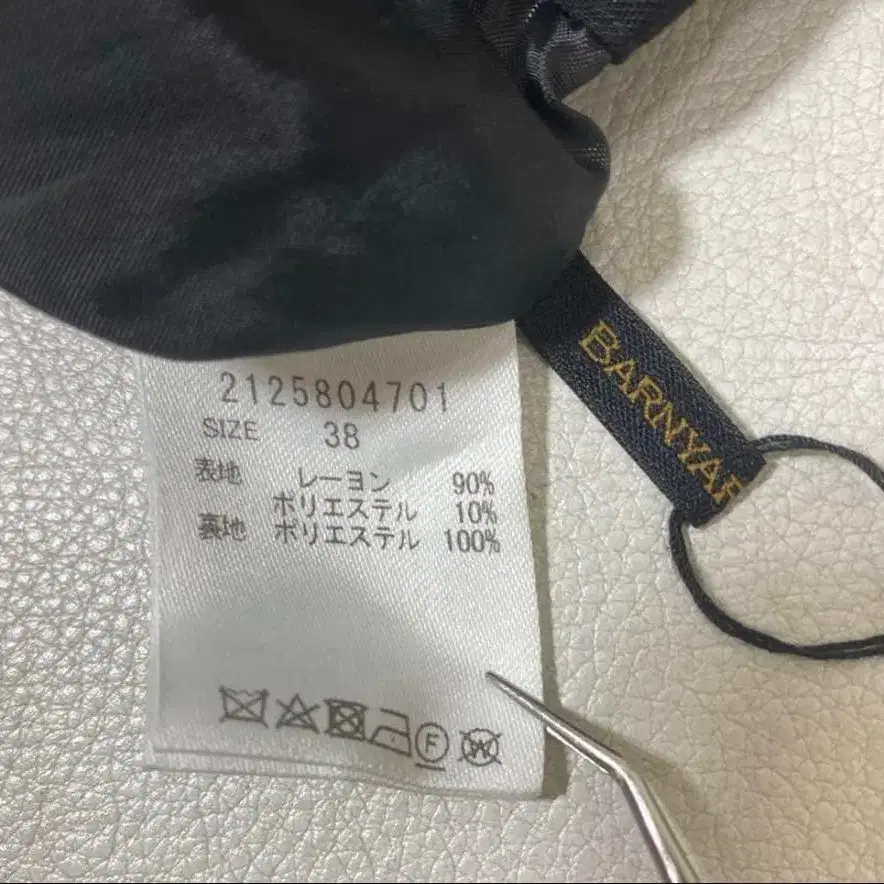 2125804701
SIZE 38
表地 レーヨン 90%
ポリエステル 10%
裏地 ポリエステル 100%
F
W
BARNYAR